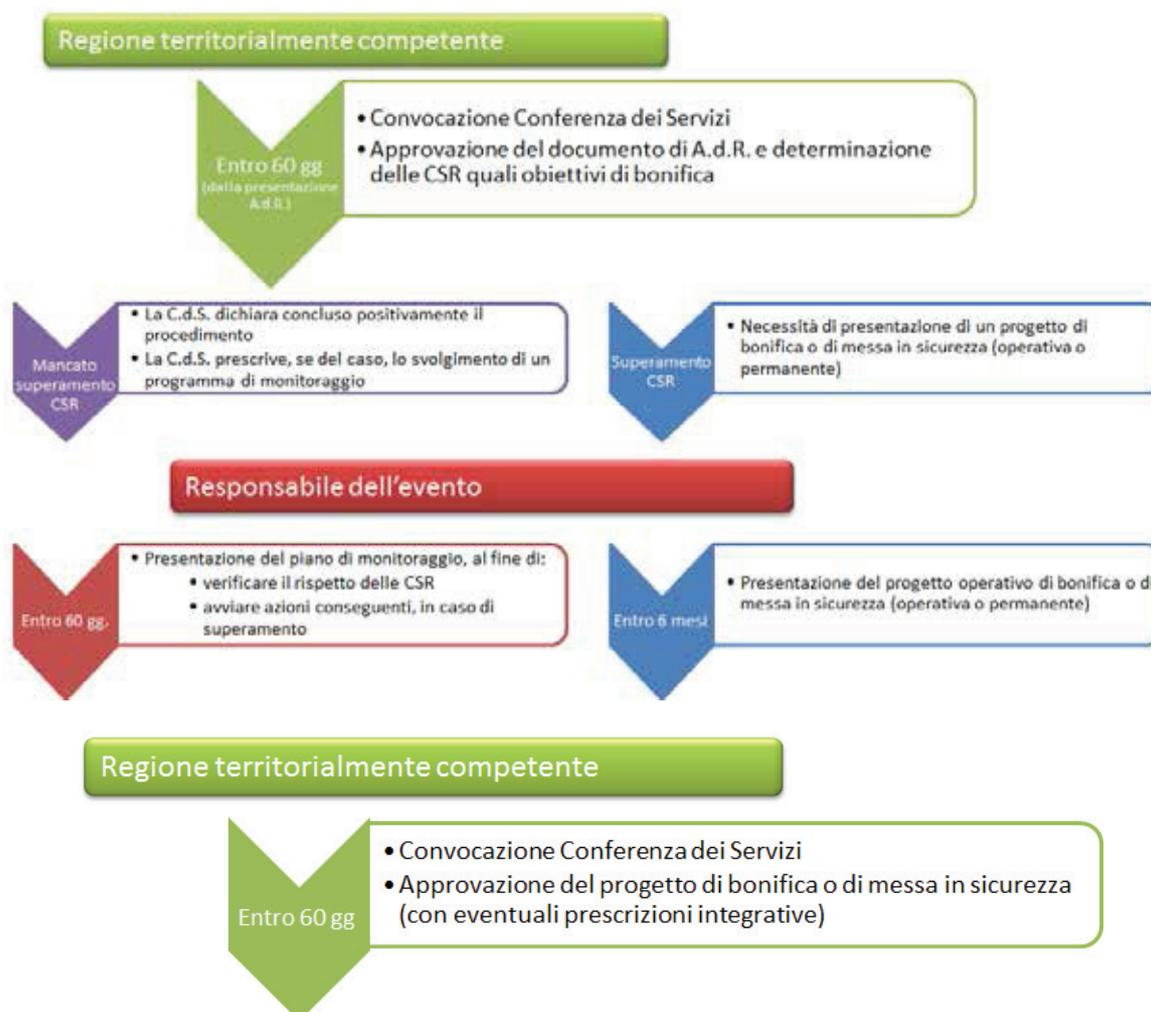 Regione territorialmente competente
Entro 60 gg
(dalla presentazione
A.d.R.)
• Convocazione Conferenza dei Servizi
• Approvazione del documento di A.d.R. e determinazione
delle CSR quali obiettivi di bonifica
Mancato
superamento
CSR
• La C.d.S. dichiara concluso positivamente il
procedimento
• La C.d.S. prescrive, se del caso, lo svolgimento di un
programma di monitoraggio
Superamento
CSR
• Necessità di presentazione di un progetto di
bonifica o di messa in sicurezza (operativa o
permanente)
Responsabile dell'evento
Entro 60 gg.
• Presentazione del piano di monitoraggio, al fine di:
• verificare il rispetto delle CSR
• avviare azioni conseguenti, in caso di
superamento
Entro 6 mesi
• Presentazione del progetto operativo di bonifica o di
messa in sicurezza (operativa o permanente)
Regione territorialmente competente
Entro 60 gg
• Convocazione Conferenza dei Servizi
• Approvazione del progetto di bonifica o di messa in sicurezza
(con eventuali prescrizioni integrative)